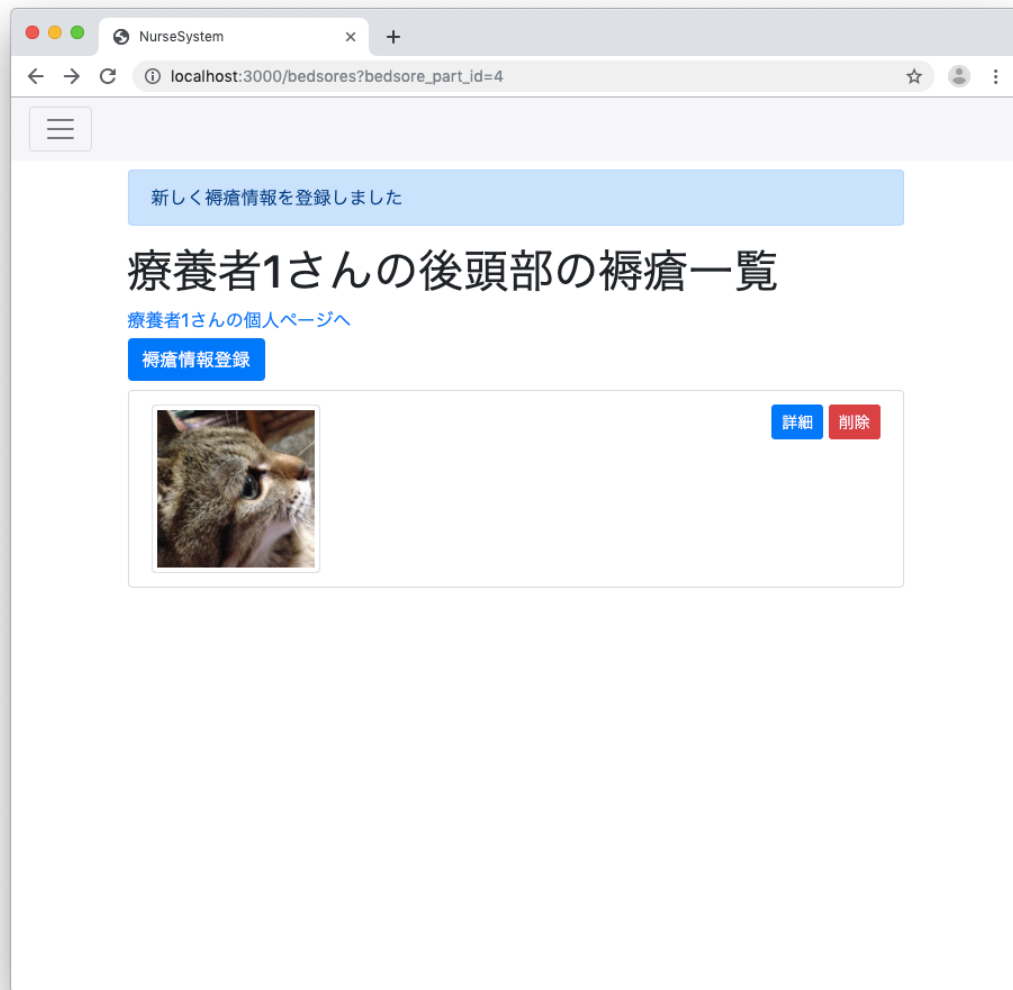 NurseSystem
localhost:3000/bedsores?bedsore_part_id=4
新しく褥瘡情報を登録しました
療養者1さんの後頭部の褥瘡一覧
療養者1さんの個人ページへ
褥瘡情報登録
詳細 削除